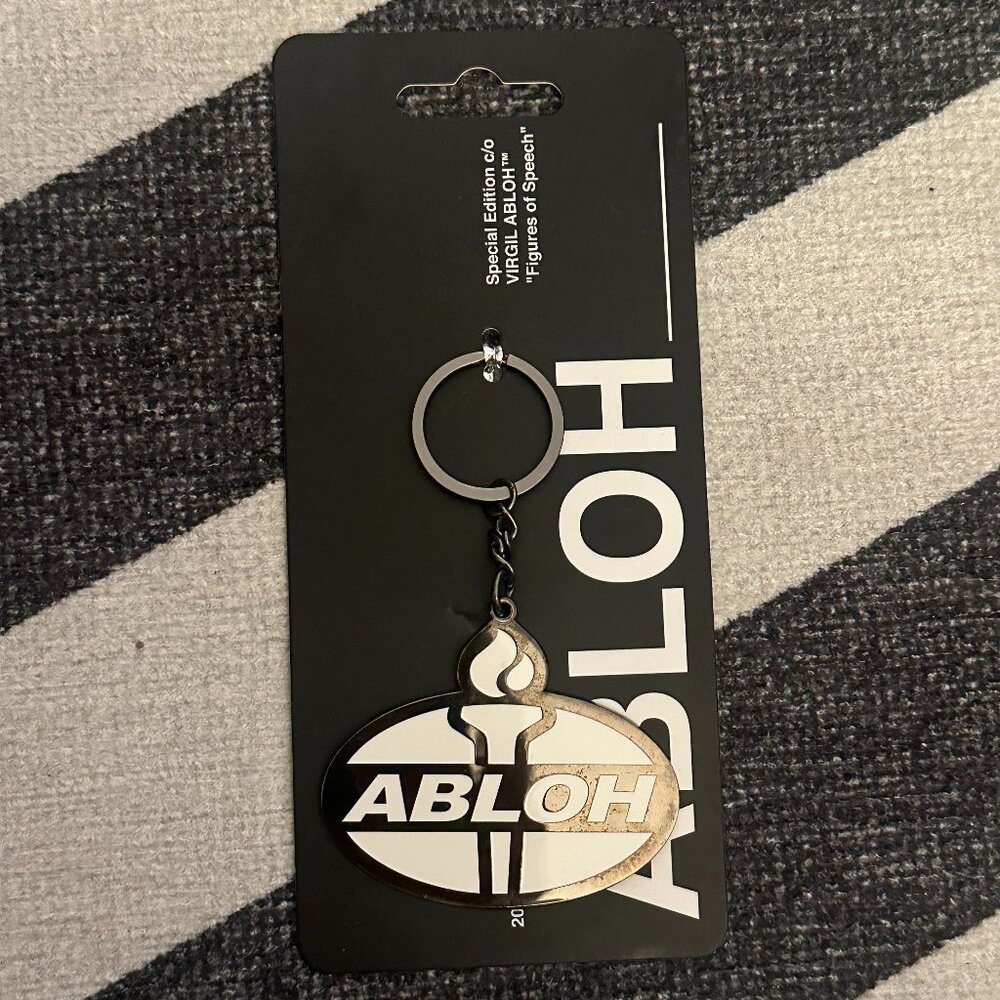 Special Edition c/o
VIRGIL ABLOH™
"Figures of Speech"
ABLOH
ABLOH
20